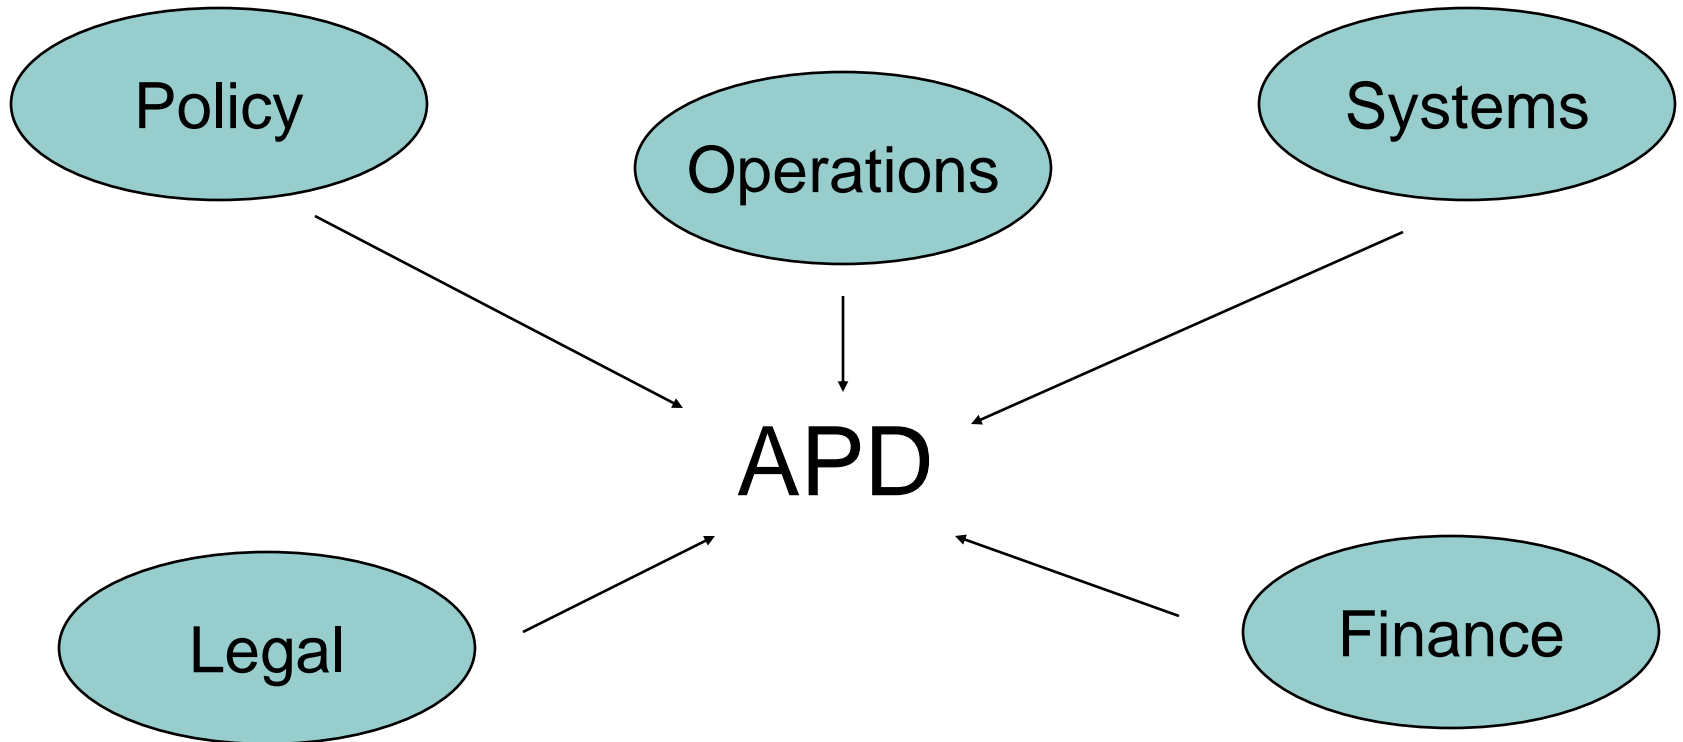 Policy
Operations
Systems
APD
Legal
Finance